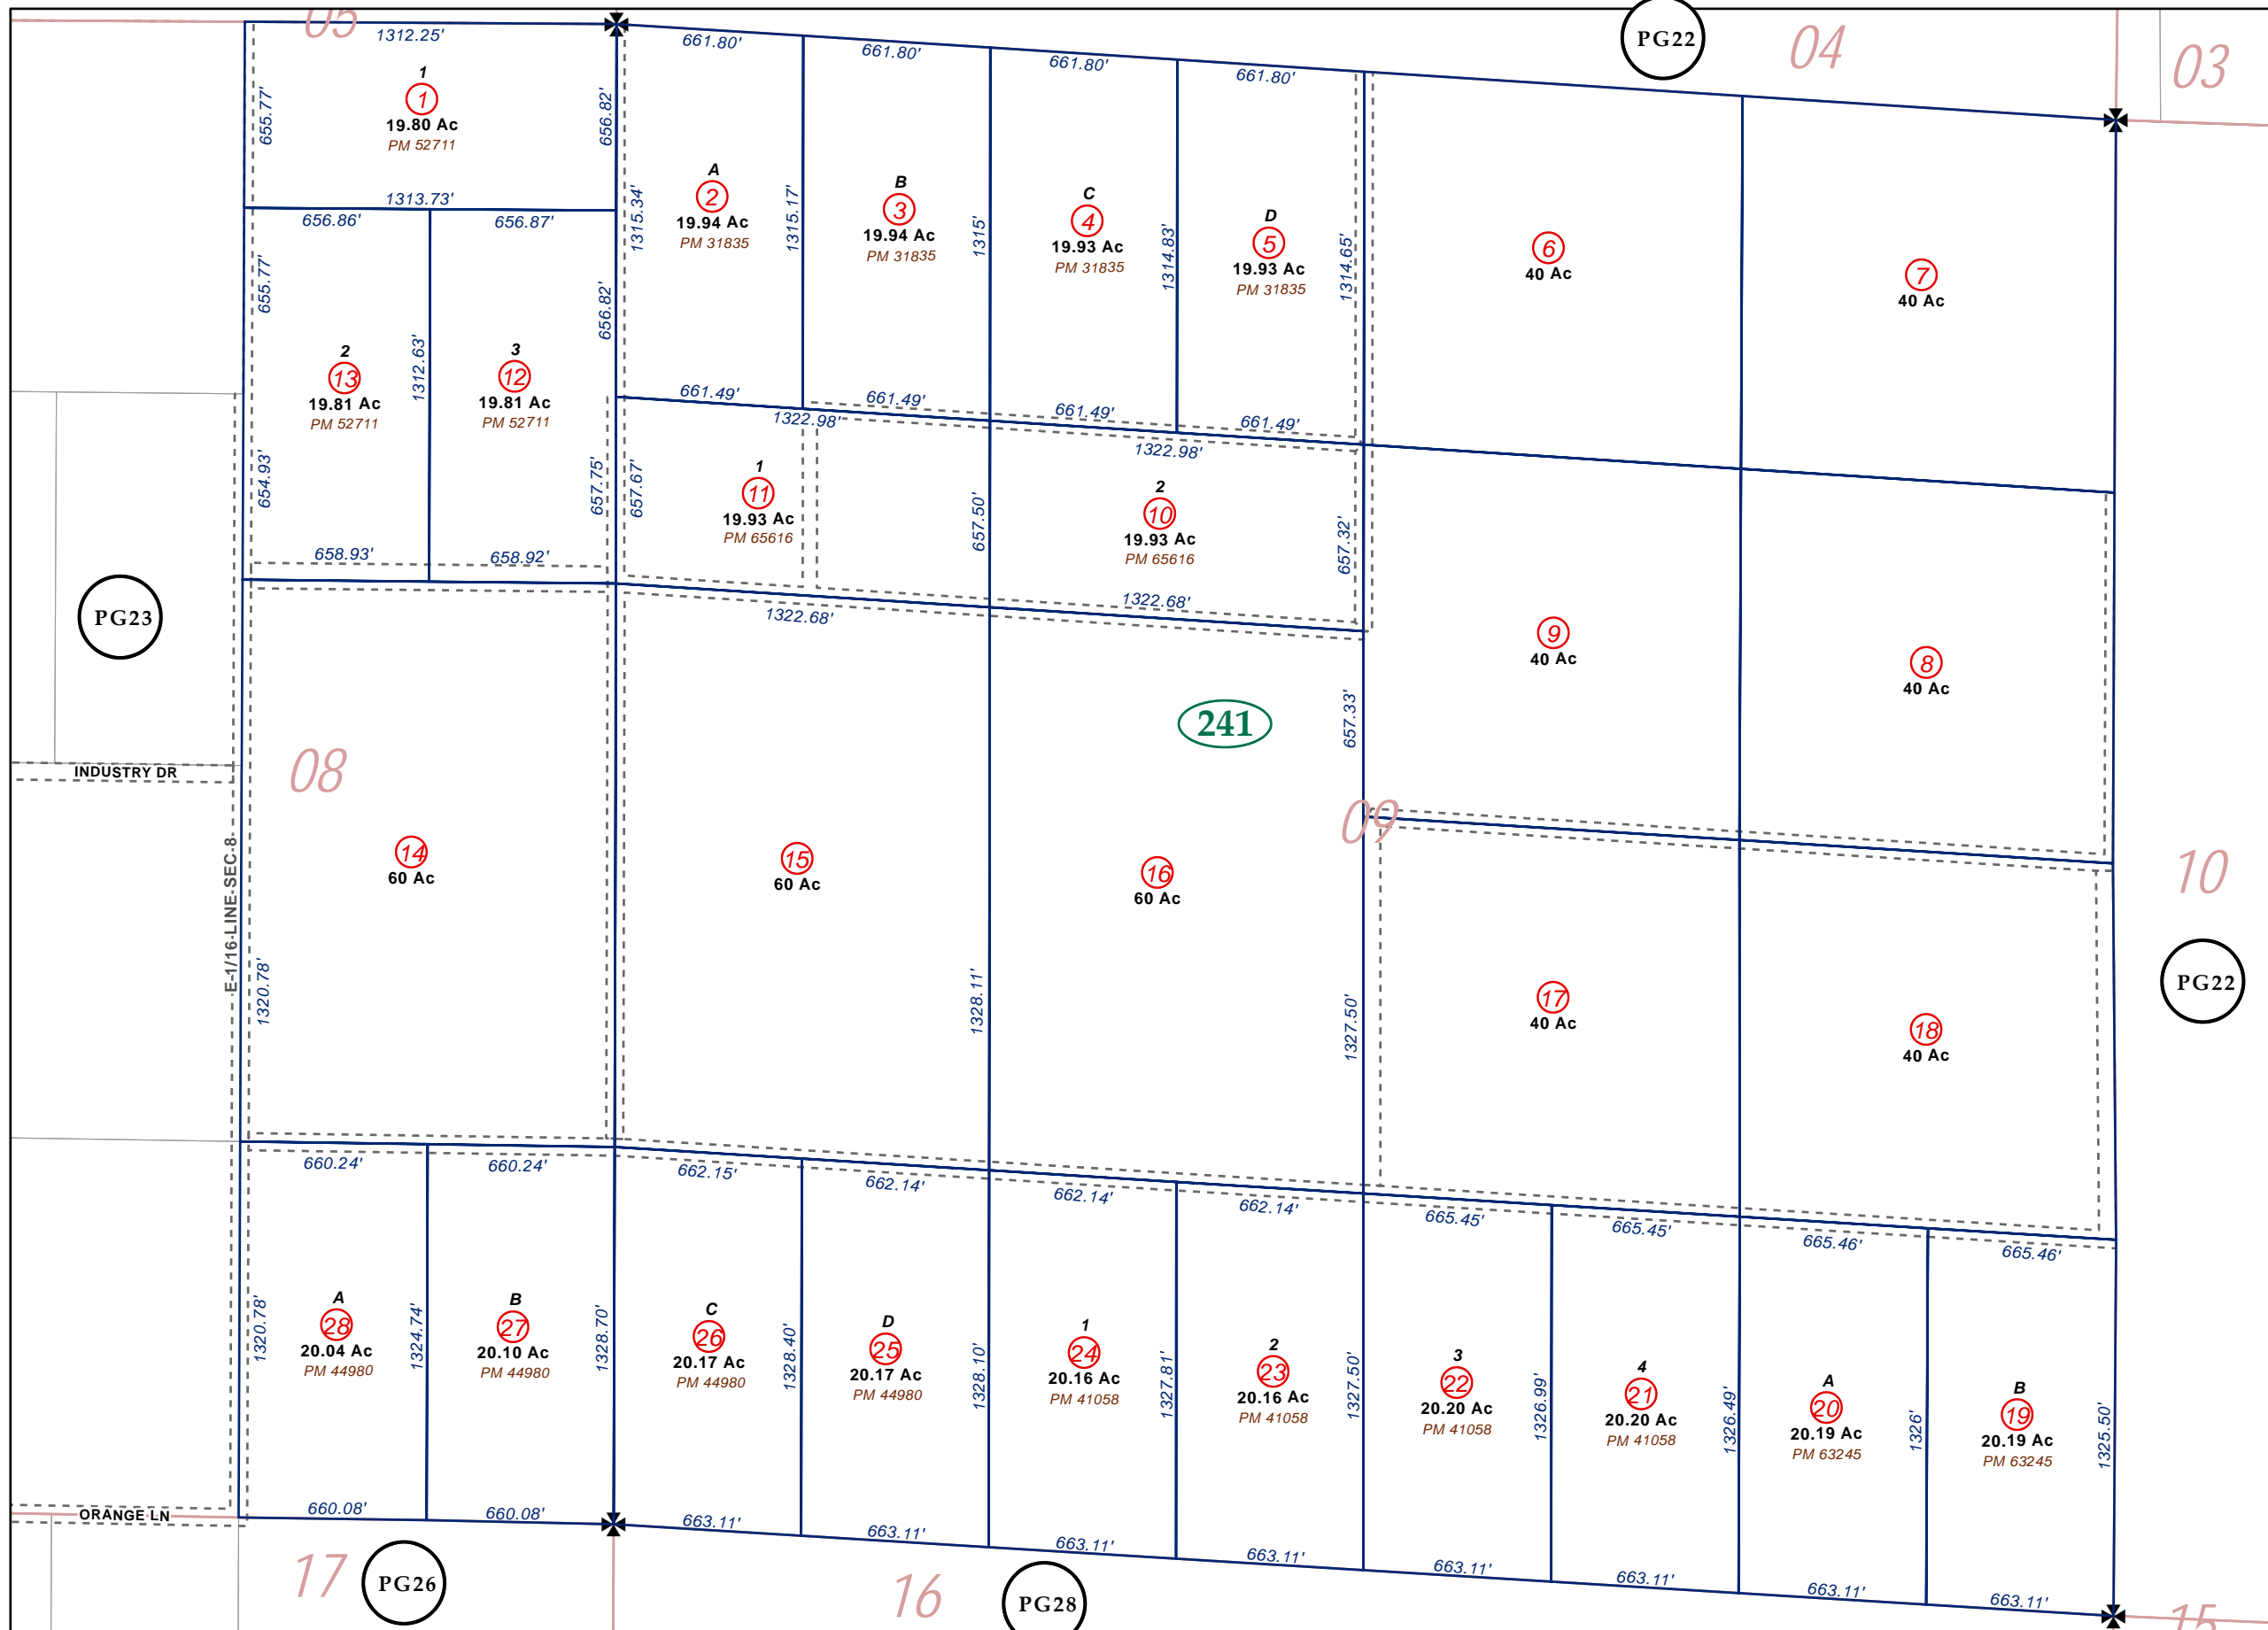 05
04
03
PG22
1312.25'
661.80'
661.80'
661.80'
661.80'
1
1
19.80 Ac
PM 52711
655.77'
656.82'
1313.73'
A
2
19.94 Ac
PM 31835
1315.34'
1315.17'
B
3
19.94 Ac
PM 31835
1315'
C
4
19.93 Ac
PM 31835
1314.83'
D
5
19.93 Ac
PM 31835
1314.65'
6
40 Ac
7
40 Ac
656.86'
656.87'
655.77'
656.82'
2
13
19.81 Ac
PM 52711
1312.63'
3
12
19.81 Ac
PM 52711
654.93'
657.75'
658.93'
658.92'
661.49'
661.49'
661.49'
661.49'
1322.98'
1322.98'
657.67'
1
11
19.93 Ac
PM 65616
657.50'
2
10
19.93 Ac
PM 65616
657.32'
1322.68'
1322.68'
PG23
9
40 Ac
8
40 Ac
241
657.33'
INDUSTRY DR
08
09
10
E-1/16-LINE-SEC-8
14
60 Ac
15
60 Ac
16
60 Ac
17
40 Ac
18
40 Ac
PG22
1320.78'
1328.11'
1327.50'
660.24'
660.24'
662.15'
662.14'
662.14'
662.14'
665.45'
665.45'
665.46'
665.46'
1320.78'
A
28
20.04 Ac
PM 44980
1324.74'
B
27
20.10 Ac
PM 44980
1328.70'
C
26
20.17 Ac
PM 44980
1328.40'
D
25
20.17 Ac
PM 44980
1328.10'
1
24
20.16 Ac
PM 41058
1327.81'
2
23
20.16 Ac
PM 41058
1327.50'
3
22
20.20 Ac
PM 41058
1326.99'
4
21
20.20 Ac
PM 41058
1326.49'
A
20
20.19 Ac
PM 63245
1326'
B
19
20.19 Ac
PM 63245
1325.50'
ORANGE LN
660.08'
660.08'
663.11'
663.11'
663.11'
663.11'
663.11'
663.11'
663.11'
663.11'
17
PG26
16
PG28
15